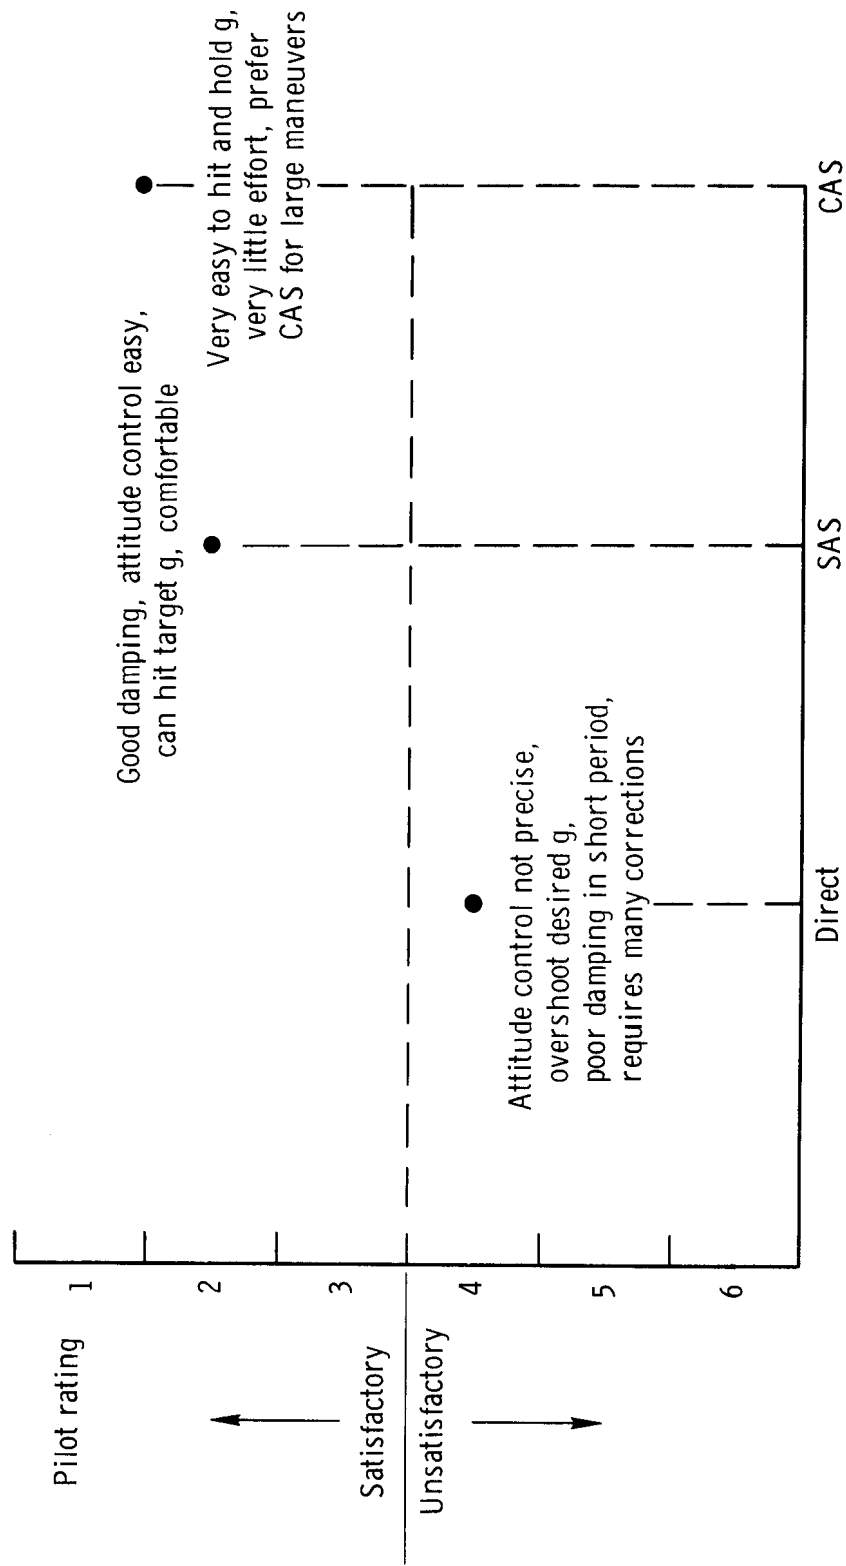 Pilot rating
1
2
3
4
5
6
Satisfactory
Unsatisfactory
Attitude control not precise,
overshoot desired g,
poor damping in short period,
requires many corrections
Good damping, attitude control easy,
can hit target g, comfortable
Very easy to hit and hold g,
very little effort, prefer
CAS for large maneuvers
Direct
SAS
CAS